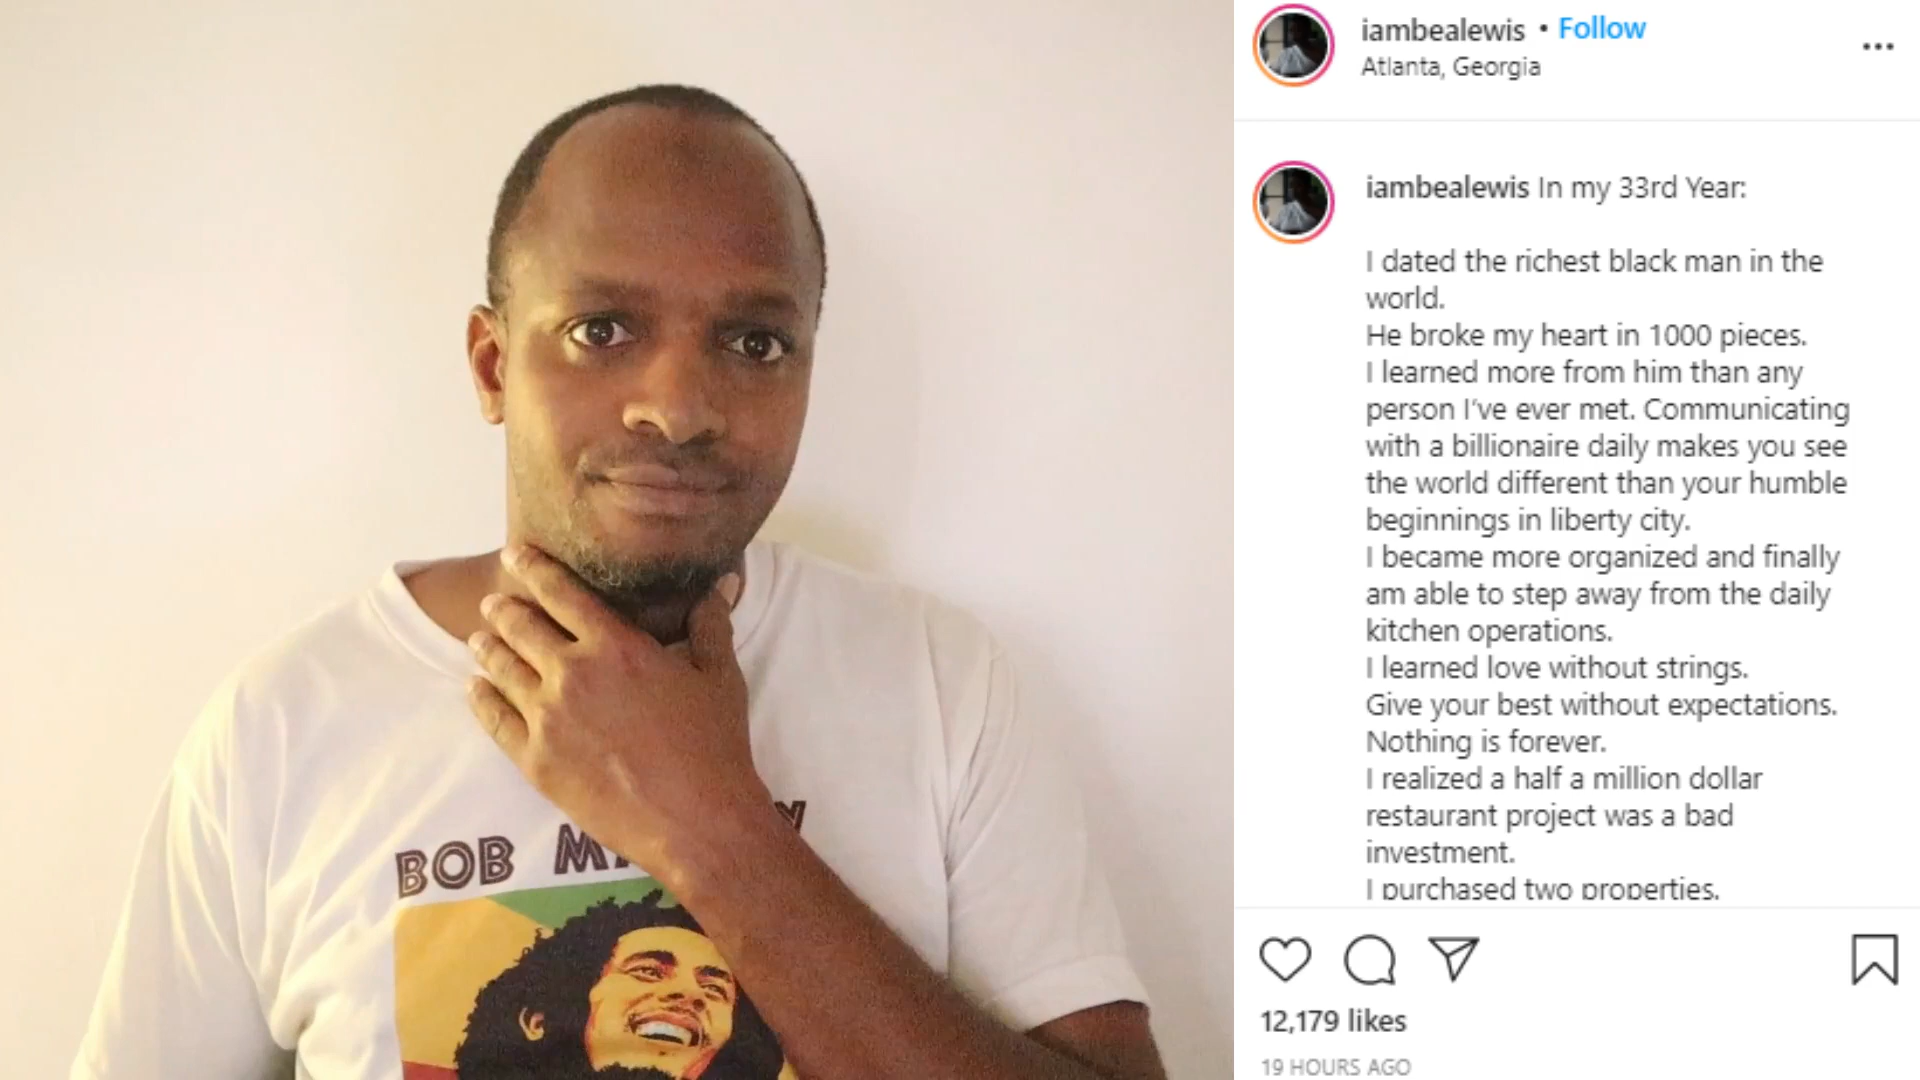 BOB
iambealewis • Follow
Atlanta, Georgia
iambealewis In my 33rd Year:
I dated the richest black man in the
world.
He broke my heart in 1000 pieces.
I learned more from him than any
person I've ever met. Communicating
with a billionaire daily makes you see
the world different than your humble
beginnings in liberty city.
I became more organized and finally
am able to step away from the daily
kitchen operations.
I learned love without strings.
Give your best without expectations.
Nothing is forever.
I realized a half a million dollar
restaurant project was a bad
investment.
I purchased two properties.
12,179 likes
19 HOURS AGO